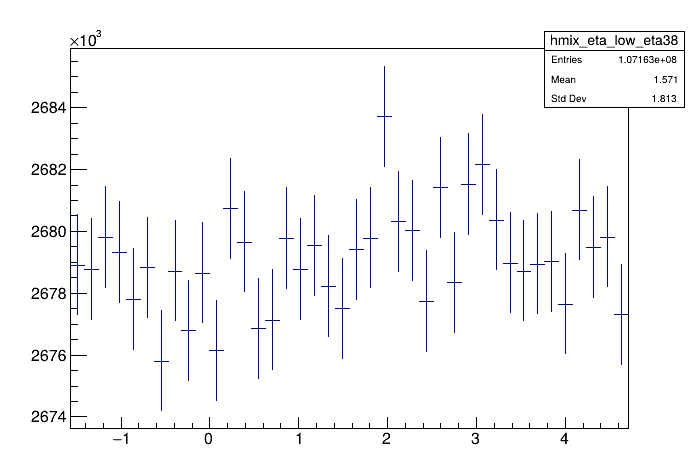 ×10³
hmix_eta_low_eta38
Entries 1.07163e+08
Mean 1.571
Std Dev 1.813
2684
2682
2680
2678
2676
2674
−1 0 1 2 3 4